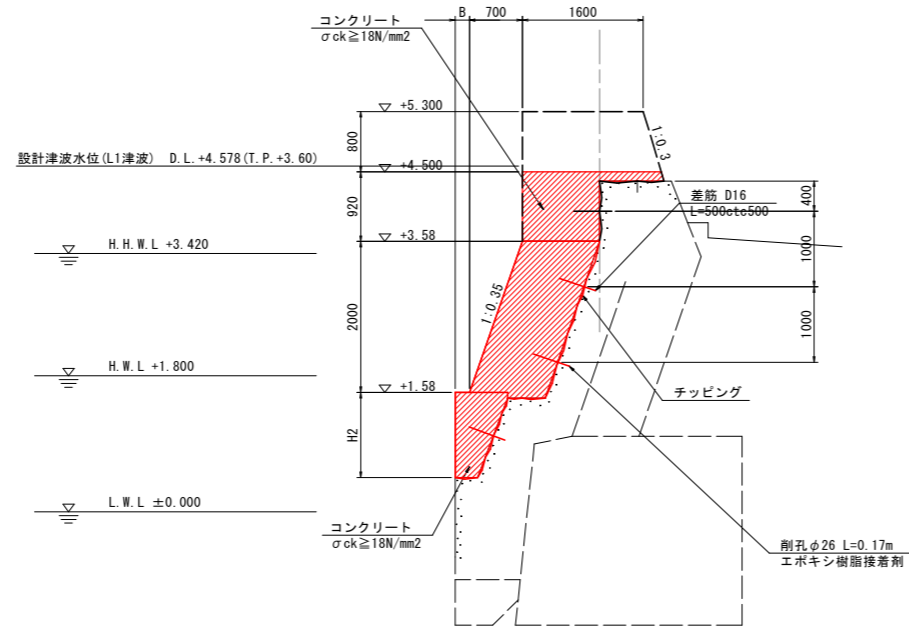 コンクリート
σck≧18N/mm2
B
700
1600
+5.300
800
1:0.3
設計津波水位(L1津波) D.L.+4.578(T.P.+3.60)
+4.500
差筋 D16
L=500ctc500
400
920
H.H.W.L +3.420
+3.58
1000
1:0.35
2000
1000
H.W.L +1.800
+1.58
チッピング
H2
L.W.L ±0.000
コンクリート
σck≧18N/mm2
削孔φ26 L=0.17m
エポキシ樹脂接着剤